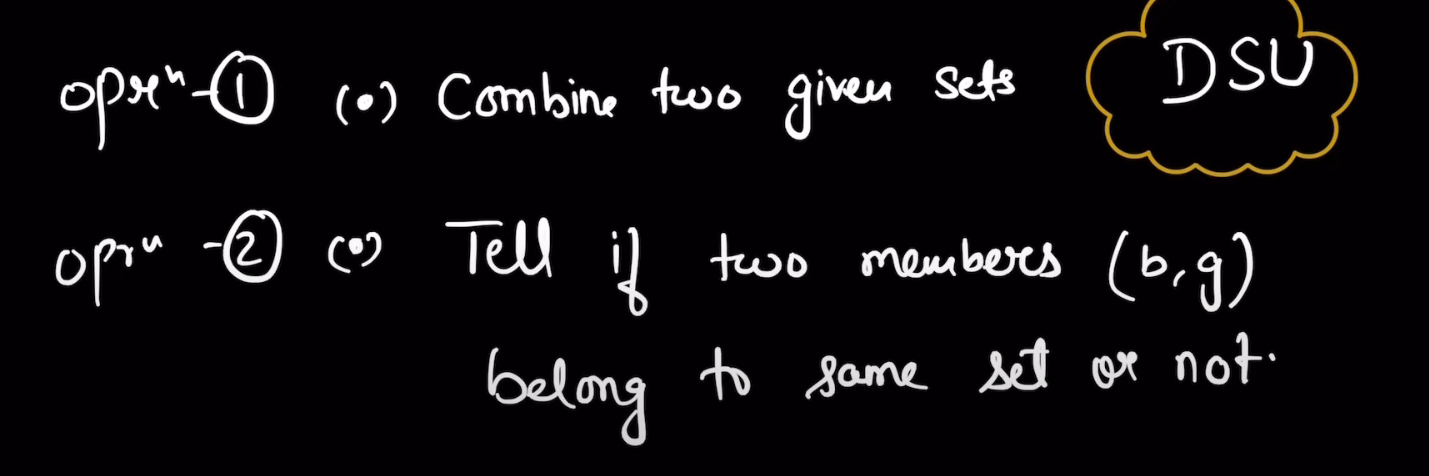 oprⁿ-① (•) Combine two given sets
DSU
oprⁿ -② (•) Tell if two members (b,g)
belong to same set or not.